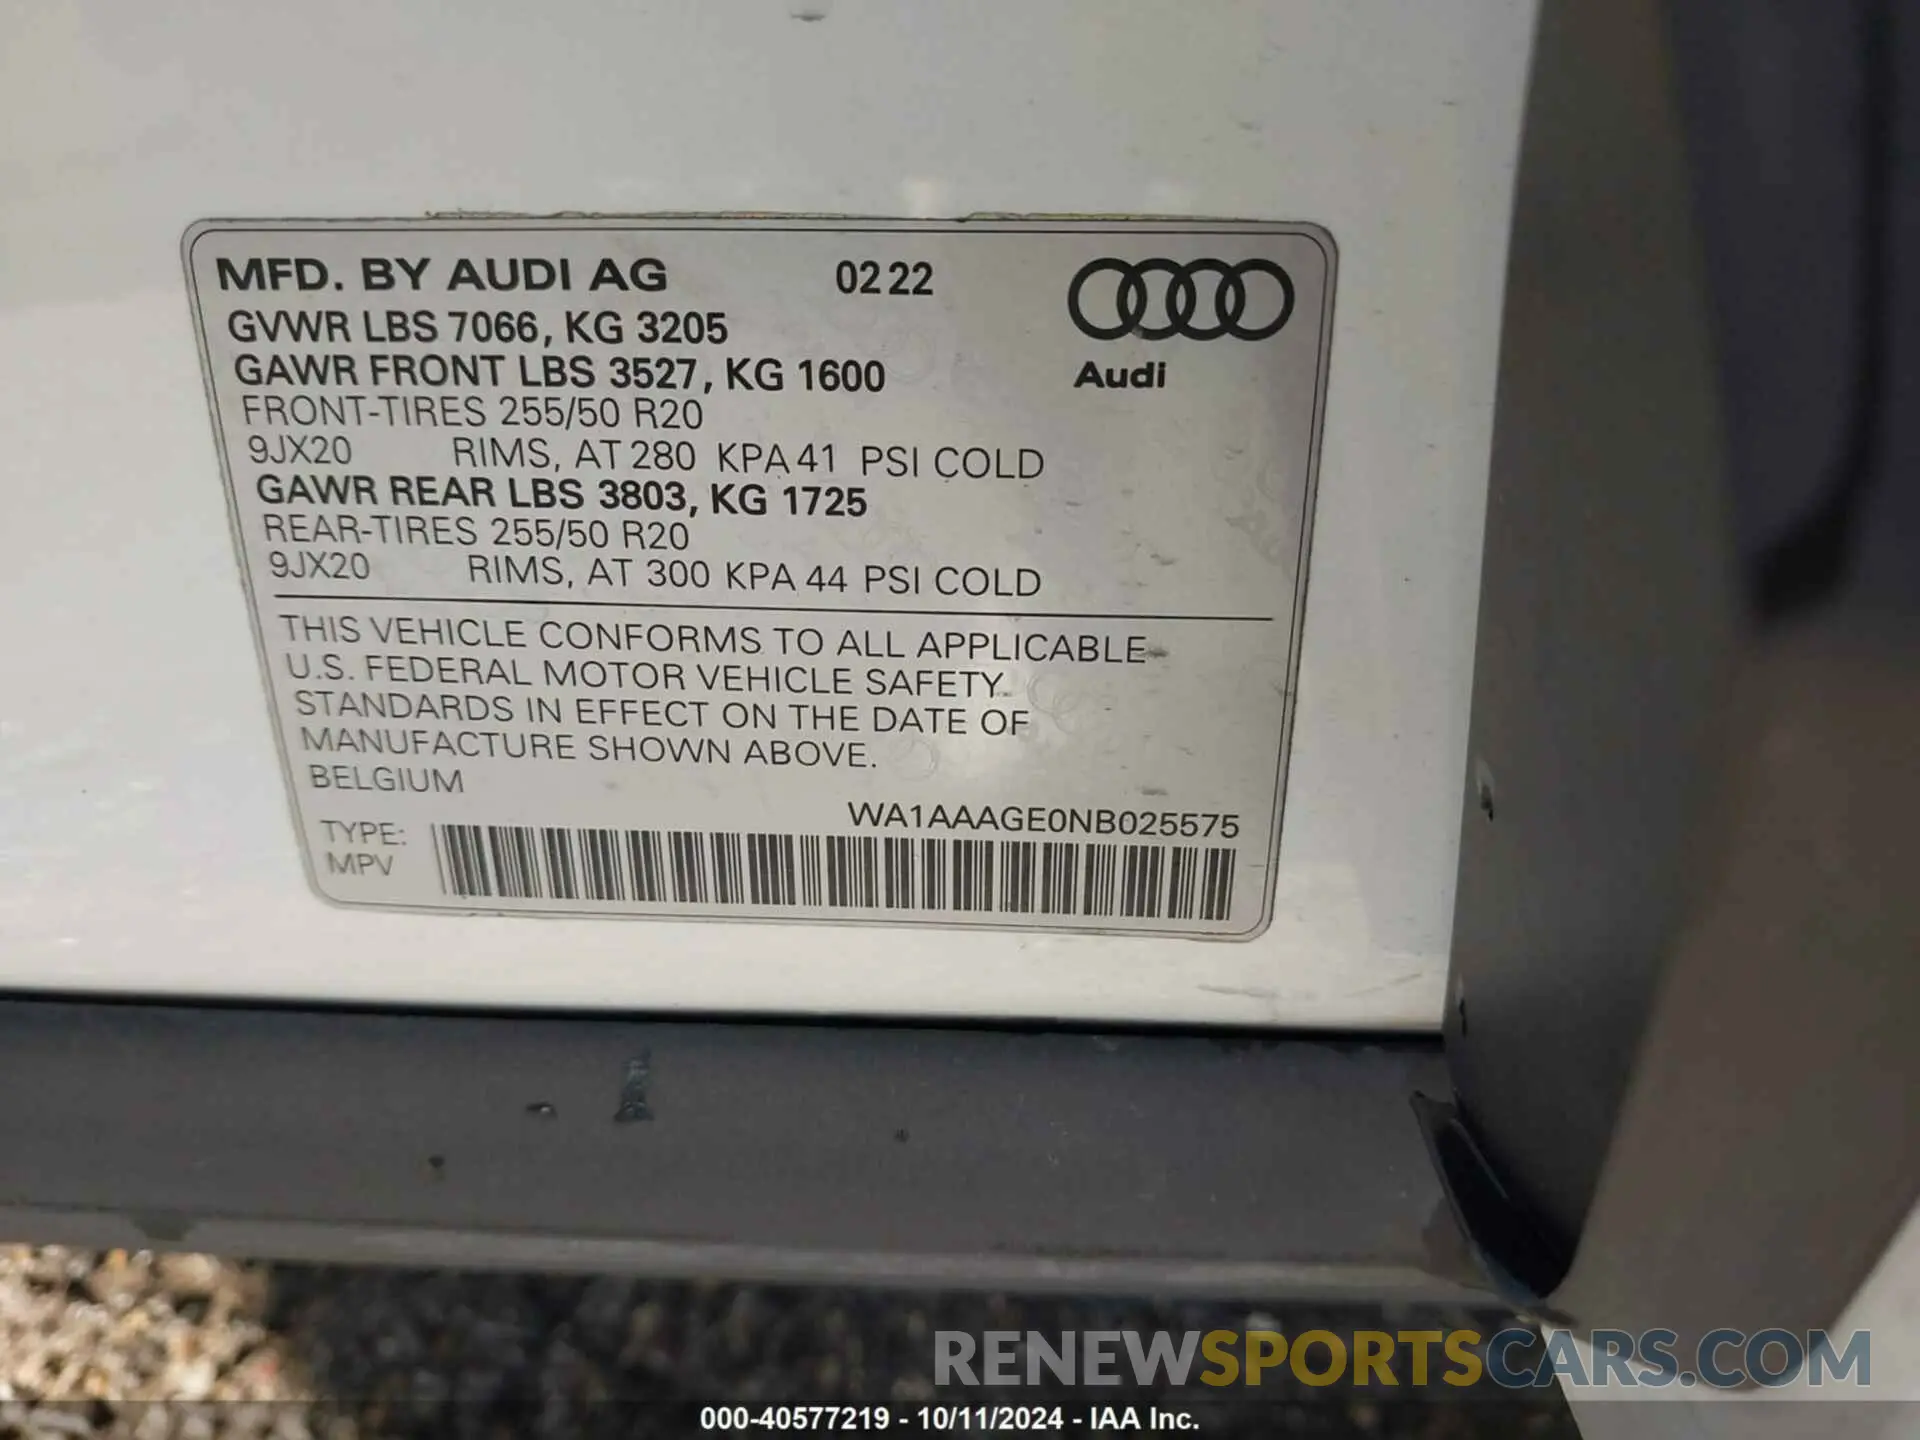 MFD. BY AUDI AG 02 22
GVWR LBS 7066, KG 3205
GAWR FRONT LBS 3527, KG 1600
Audi
FRONT-TIRES 255/50 R20
9JX20 RIMS, AT 280 KPA 41 PSI COLD
GAWR REAR LBS 3803, KG 1725
REAR-TIRES 255/50 R20
9JX20 RIMS, AT 300 KPA 44 PSI COLD
THIS VEHICLE CONFORMS TO ALL APPLICABLE
U.S. FEDERAL MOTOR VEHICLE SAFETY
STANDARDS IN EFFECT ON THE DATE OF
MANUFACTURE SHOWN ABOVE.
BELGIUM
WA1AAAGE0NB025575
TYPE:
MPV
RENEWSPORTSCARS.COM
000-40577219 - 10/11/2024 - IAA Inc.